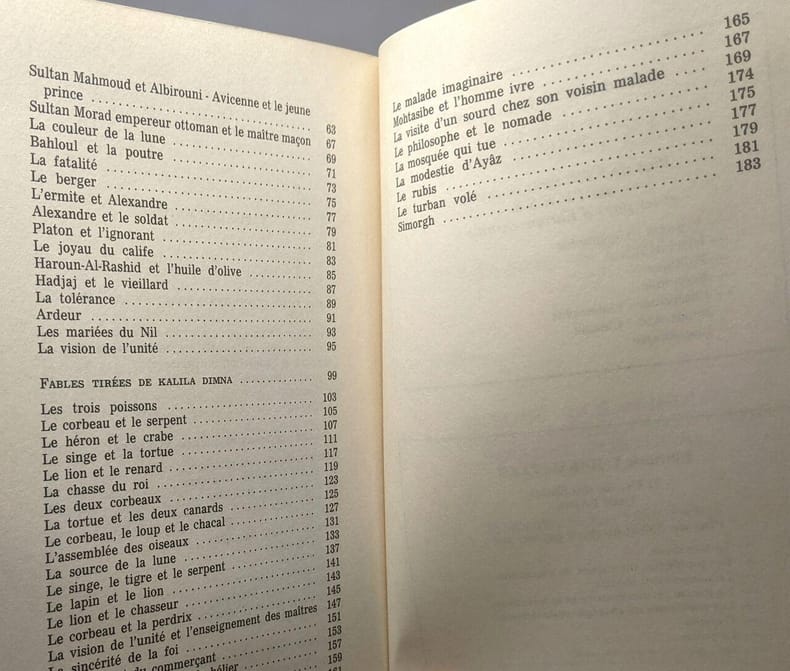 Sultan Mahmoud et Albirouni - Avicenne et le jeune
prince .......... 63
Sultan Morad empereur ottoman et le maître maçon 67
La couleur de la lune .......... 69
Bahloul et la poutre .......... 71
La fatalité .......... 73
Le berger .......... 75
L'ermite et Alexandre .......... 77
Alexandre et le soldat .......... 79
Platon et l'ignorant .......... 81
Le joyau du calife .......... 83
Haroun-Al-Rashid et l'huile d'olive .......... 85
Hadjaj et le vieillard .......... 87
La tolérance .......... 89
Ardeur .......... 91
Les mariées du Nil .......... 93
La vision de l'unité .......... 95
FABLES TIRÉES DE KALILA DIMNA .......... 99
Les trois poissons .......... 103
Le corbeau et le serpent .......... 105
Le héron et le crabe .......... 107
Le singe et la tortue .......... 111
Le lion et le renard .......... 117
La chasse du roi .......... 119
Les deux corbeaux .......... 123
La tortue et les deux canards .......... 125
Le corbeau, le loup et le chacal .......... 127
L'assemblée des oiseaux .......... 131
La source de la lune .......... 133
Le singe, le tigre et le serpent .......... 137
Le lapin et le lion .......... 141
Le lion et le chasseur .......... 143
Le corbeau et la perdrix .......... 145
La vision de l'unité et l'enseignement des maîtres 147
sincérité de la foi .......... 151
du commerçant .......... 153
bélier .......... 157
159
161
Le malade imaginaire .......... 165
Mohtasibe et l'homme ivre .......... 167
La visite d'un sourd chez son voisin malade .... 169
Le philosophe et le nomade .......... 174
La mosquée qui tue .......... 175
La modestie d'Ayâz .......... 177
Le rubis .......... 179
Le turban volé .......... 181
Simorgh .......... 183